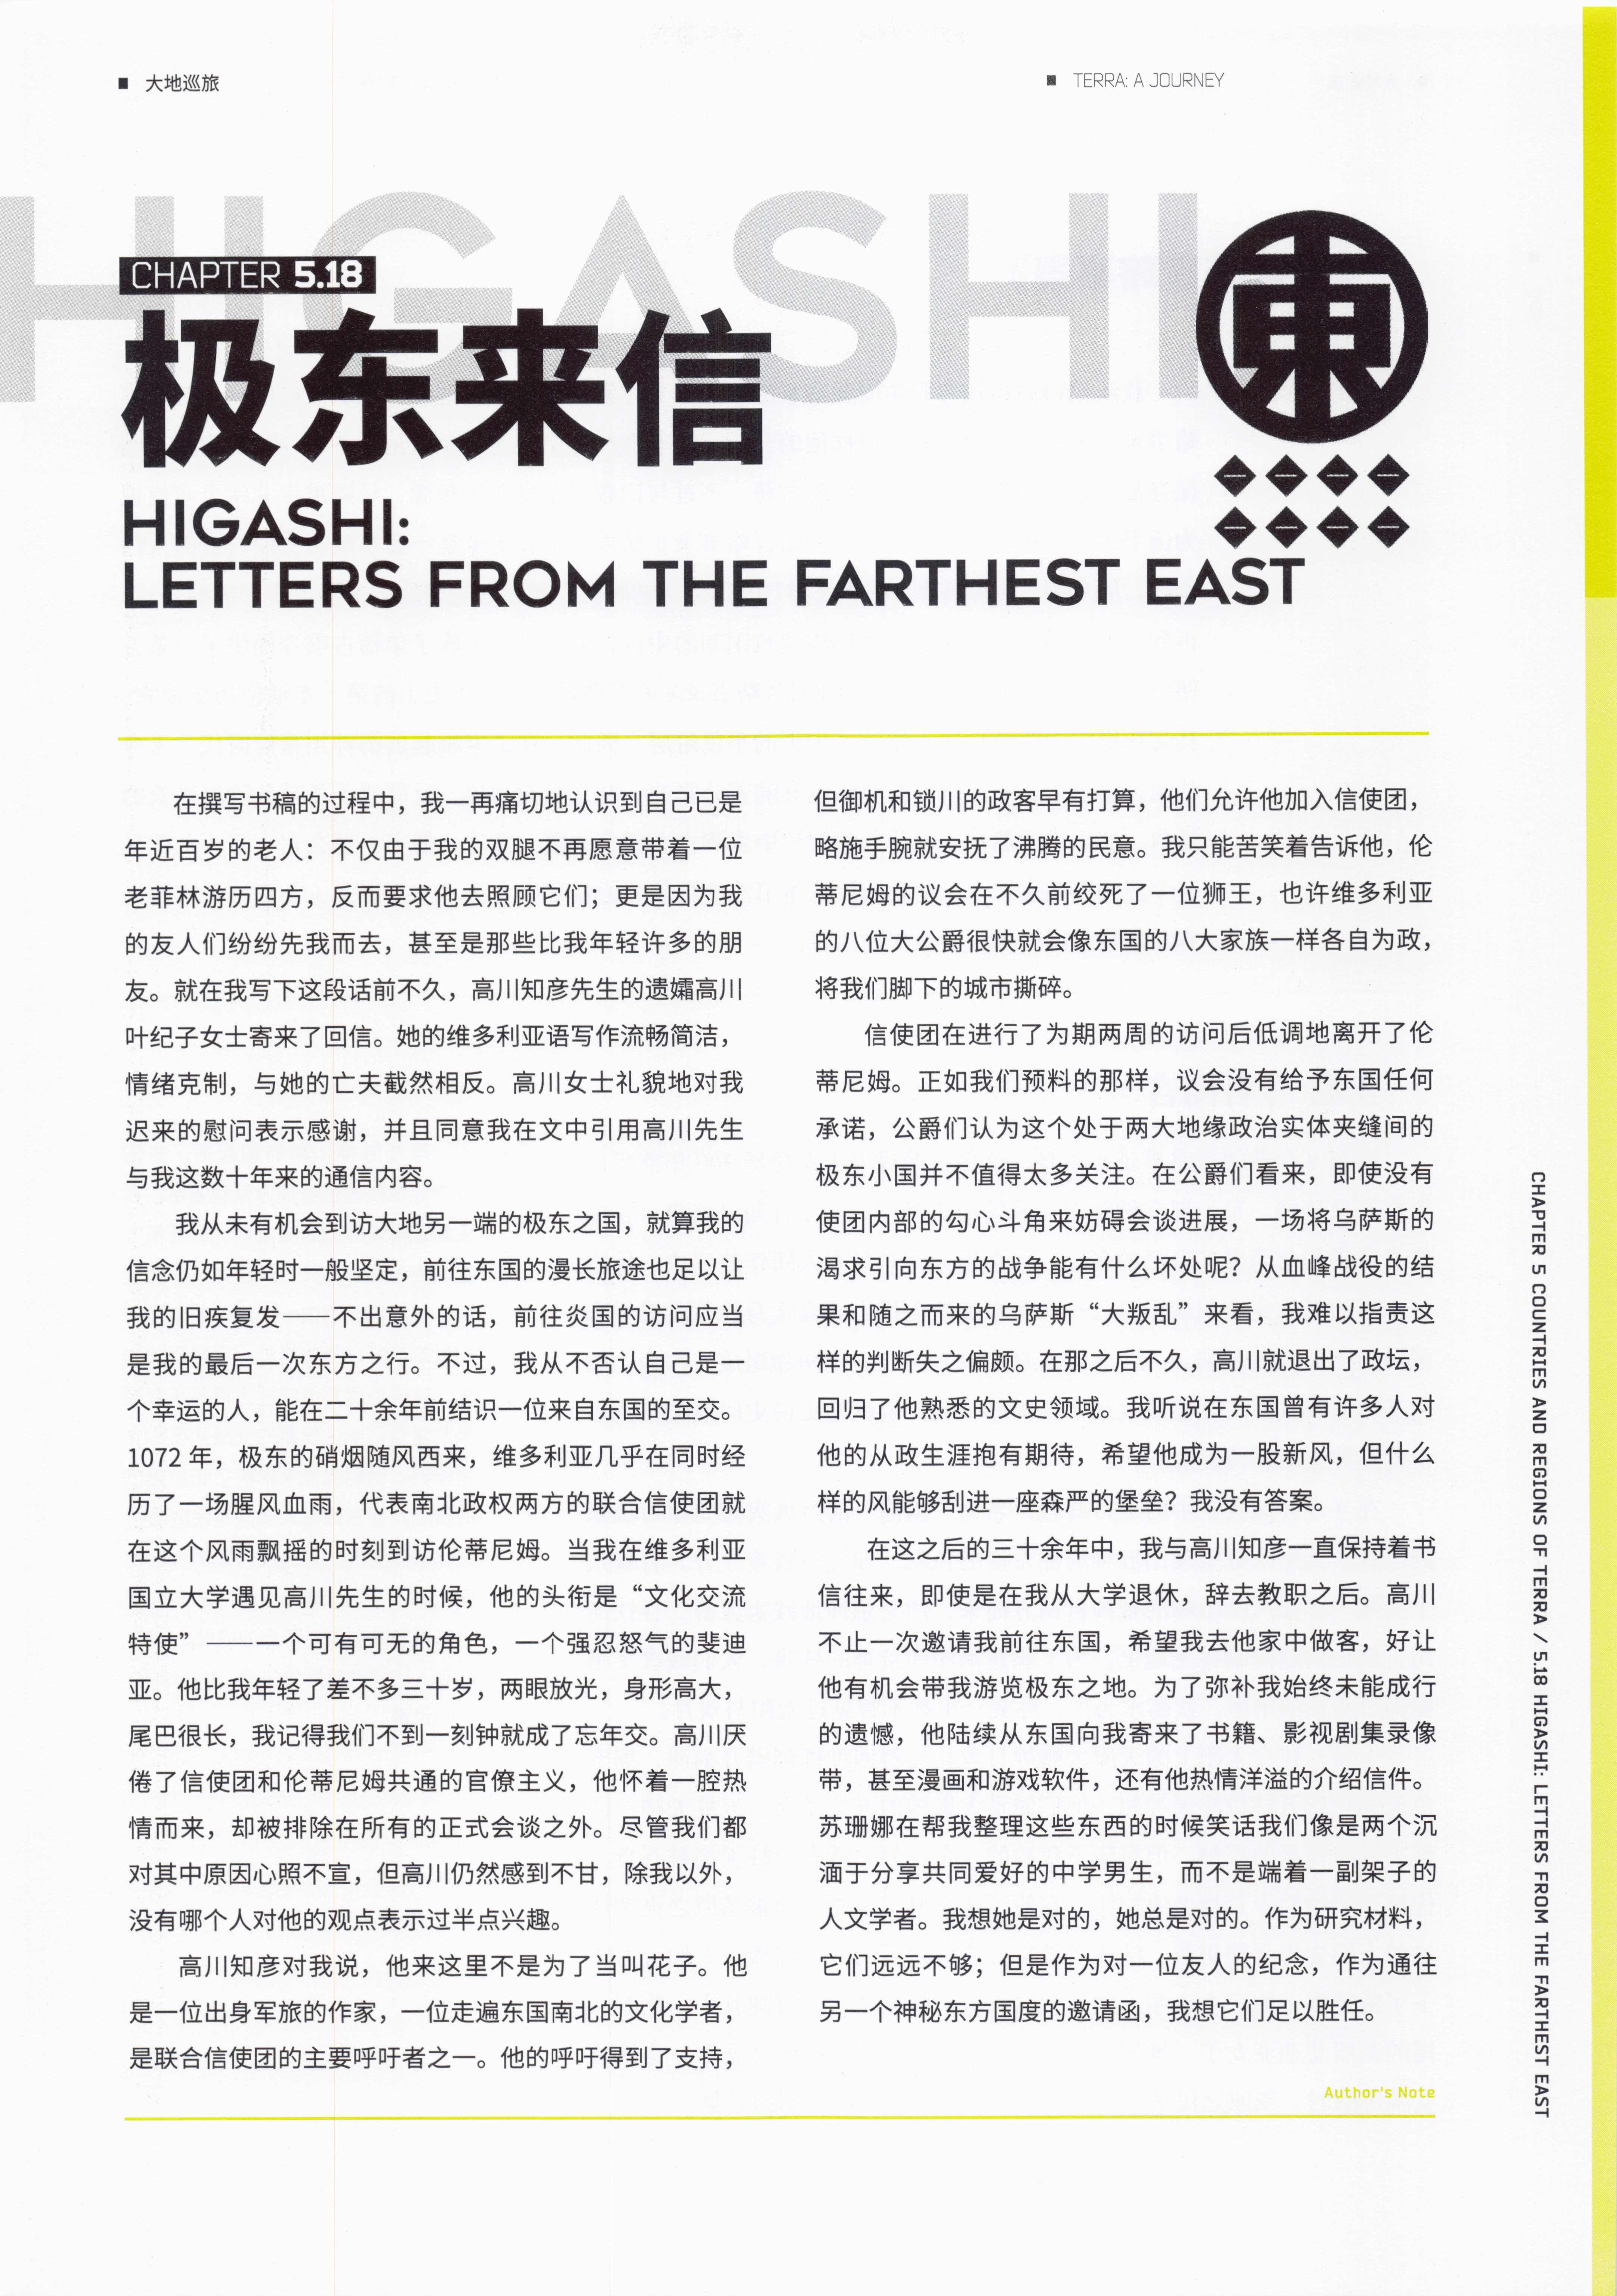 大地巡旅
TERRA: A JOURNEY
HIGASHI
CHAPTER 5.18
極东来信
東
HIGASHI:
LETTERS FROM THE FARTHEST EAST
在撰写书稿的过程中，我一再痛切地认识到自己已是
年近百岁的老人：不仅由于我的双腿不再愿意带着一位
老菲林游历四方，反而要求他去照顾它们；更是因为我
的友人们纷纷先我而去，甚至是那些比我年轻许多的朋
友。就在我写下这段话前不久，高川知彦先生的遗孀高川
叶纪子女士寄来了回信。她的维多利亚语写作流畅简洁，
情绪克制，与她的亡夫截然相反。高川女士礼貌地对我
迟来的慰问表示感谢，并且同意我在文中引用高川先生
与我这数十年来的通信内容。
我从未有机会到访大地另一端的极东之国，就算我的
信念仍如年轻时一般坚定，前往东国的漫长旅途也足以让
我的旧疾复发——不出意外的话，前往炎国的访问应当
是我的最后一次东方之行。不过，我从不否认自己是一
个幸运的人，能在二十余年前结识一位来自东国的至交。
1072 年，极东的硝烟随风西来，维多利亚几乎在同时经
历了一场腥风血雨，代表南北政权两方的联合信使团就
在这个风雨飘摇的时刻到访伦蒂尼姆。当我在维多利亚
国立大学遇见高川先生的时候，他的头衔是“文化交流
特使”——一个可有可无的角色，一个强忍怒气的斐迪
亚。他比我年轻了差不多三十岁，两眼放光，身形高大，
尾巴很长，我记得我们不到一刻钟就成了忘年交。高川厌
倦了信使团和伦蒂尼姆共通的官僚主义，他怀着一腔热
情而来，却被排除在所有的正式会谈之外。尽管我们都
对其中原因心照不宣，但高川仍然感到不甘，除我以外，
没有哪个人对他的观点表示过半点兴趣。
高川知彦对我说，他来这里不是为了当叫花子。他
是一位出身军旅的作家，一位走遍东国南北的文化学者，
是联合信使团的主要呼吁者之一。他的呼吁得到了支持，
但御机和锁川的政客早有打算，他们允许他加入信使团，
略施手腕就安抚了沸腾的民意。我只能苦笑着告诉他，伦
蒂尼姆的议会在不久前绞死了一位狮王，也许维多利亚
的八位大公爵很快就会像东国的八大家族一样各自为政，
将我们脚下的城市撕碎。
信使团在进行了为期两周的访问后低调地离开了伦
蒂尼姆。正如我们预料的那样，议会没有给予东国任何
承诺，公爵们认为这个处于两大地缘政治实体夹缝间的
极东小国并不值得太多关注。在公爵们看来，即使没有
使团内部的勾心斗角来妨碍会谈进展，一场将乌萨斯的
渴求引向东方的战争能有什么坏处呢？从血峰战役的结
果和随之而来的乌萨斯“大叛乱”来看，我难以指责这
样的判断失之偏颇。在那之后不久，高川就退出了政坛，
回归了他熟悉的文史领域。我听说在东国曾有许多人对
他的从政生涯抱有期待，希望他成为一股新风，但什么
样的风能够刮进一座森严的堡垒？我没有答案。
在这之后的三十余年中，我与高川知彦一直保持着书
信往来，即使是在我从大学退休，辞去教职之后。高川
不止一次邀请我前往东国，希望我去他家中做客，好让
他有机会带我游览极东之地。为了弥补我始终未能成行
的遗憾，他陆续从东国向我寄来了书籍、影视剧集录像
带，甚至漫画和游戏软件，还有他热情洋溢的介绍信件。
苏珊娜在帮我整理这些东西的时候笑话我们像是两个沉
湎于分享共同爱好的中学男生，而不是端着一副架子的
人文学者。我想她是对的，她总是对的。作为研究材料，
它们远远不够；但是作为对一位友人的纪念，作为通往
另一个神秘东方国度的邀请函，我想它们足以胜任。
Author's Note
CHAPTER 5 COUNTRIES AND REGIONS OF TERRA / 5.18 HIGASHI: LETTERS FROM THE FARTHEST EAST